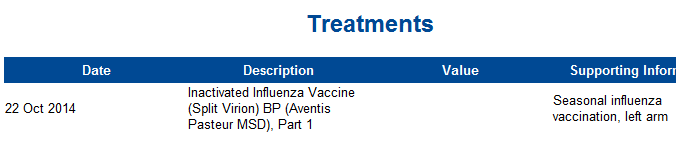 Treatments
Date Description Value Supporting
22 Oct 2014
Inactivated Influenza Vaccine
(Split Virion) BP (Aventis
Pasteur MSD), Part 1
Seasonal influenza
vaccination, left arm